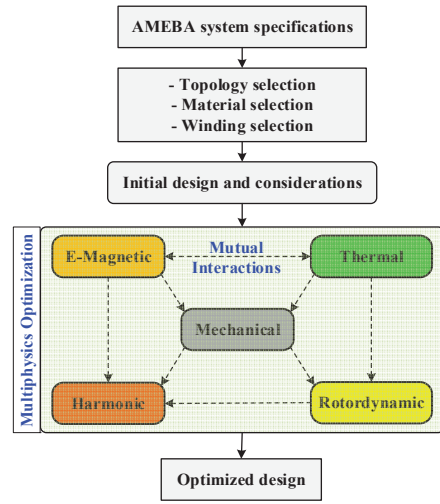 AMEBA system specifications
- Topology selection
- Material selection
- Winding selection
Initial design and considerations
Multiphysics Optimization
E-Magnetic
Mutual
Interactions
Thermal
Mechanical
Harmonic
Rotordynamic
Optimized design